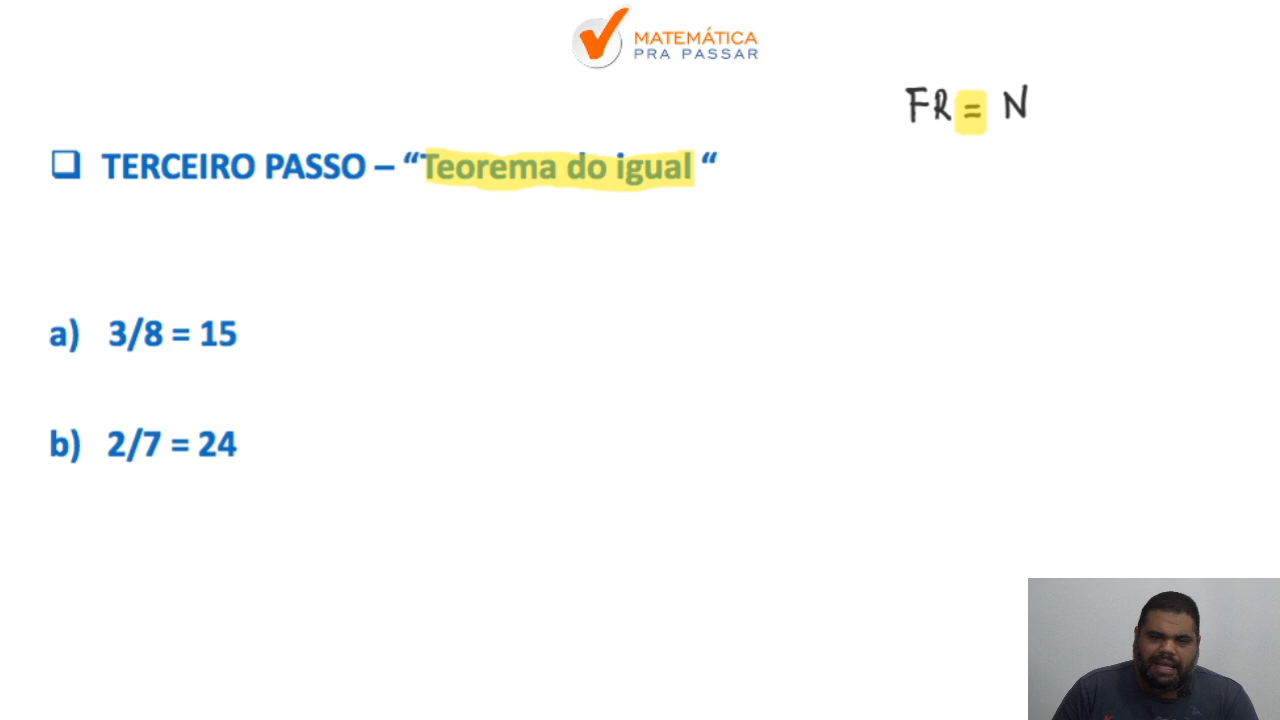 MATEMÁTICA
PRA PASSAR
FR = N
TERCEIRO PASSO – “Teorema do igual “
a) 3/8 = 15
b) 2/7 = 24